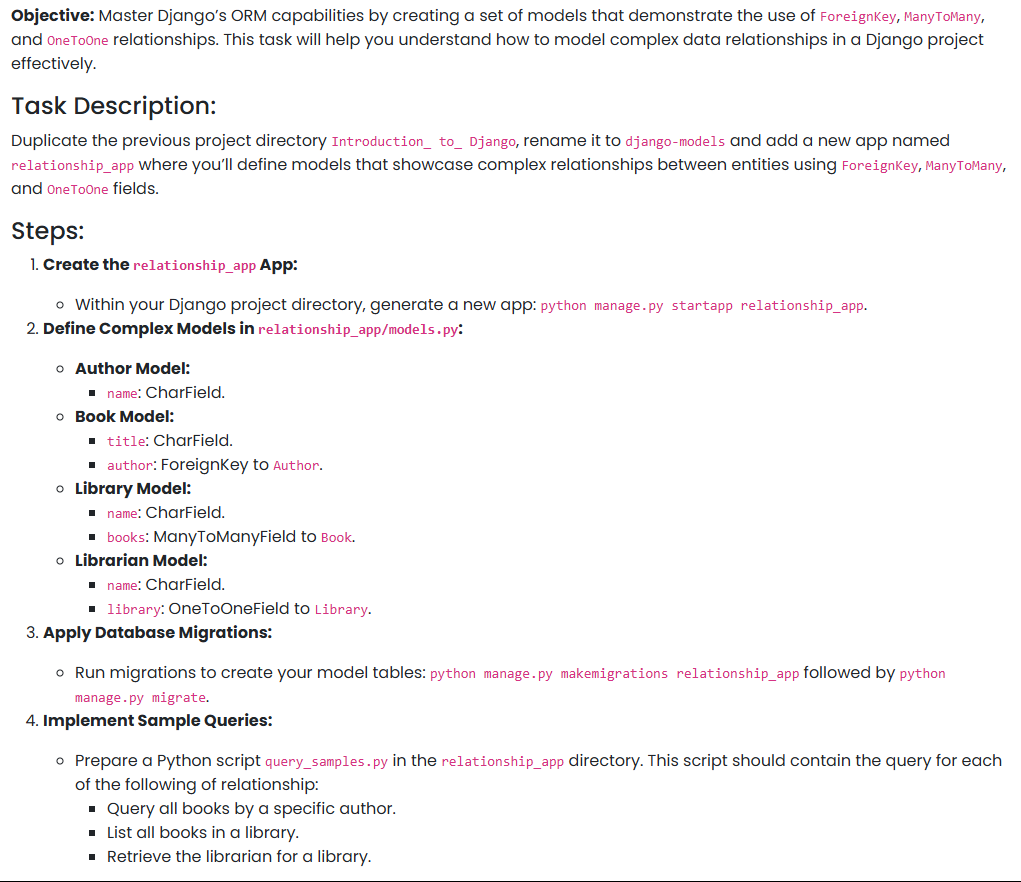 Objective: Master Django’s ORM capabilities by creating a set of models that demonstrate the use of ForeignKey, ManyToMany,
and OneToOne relationships. This task will help you understand how to model complex data relationships in a Django project
effectively.
Task Description:
Duplicate the previous project directory Introduction_ to_ Django, rename it to django-models and add a new app named
relationship_app where you’ll define models that showcase complex relationships between entities using ForeignKey, ManyToMany,
and OneToOne fields.
Steps:
1. Create the relationship_app App:
○ Within your Django project directory, generate a new app: python manage.py startapp relationship_app.
2. Define Complex Models in relationship_app/models.py:
○ Author Model:
■ name: CharField.
○ Book Model:
■ title: CharField.
■ author: ForeignKey to Author.
○ Library Model:
■ name: CharField.
■ books: ManyToManyField to Book.
○ Librarian Model:
■ name: CharField.
■ library: OneToOneField to Library.
3. Apply Database Migrations:
○ Run migrations to create your model tables: python manage.py makemigrations relationship_app followed by python
manage.py migrate.
4. Implement Sample Queries:
○ Prepare a Python script query_samples.py in the relationship_app directory. This script should contain the query for each
of the following of relationship:
■ Query all books by a specific author.
■ List all books in a library.
■ Retrieve the librarian for a library.